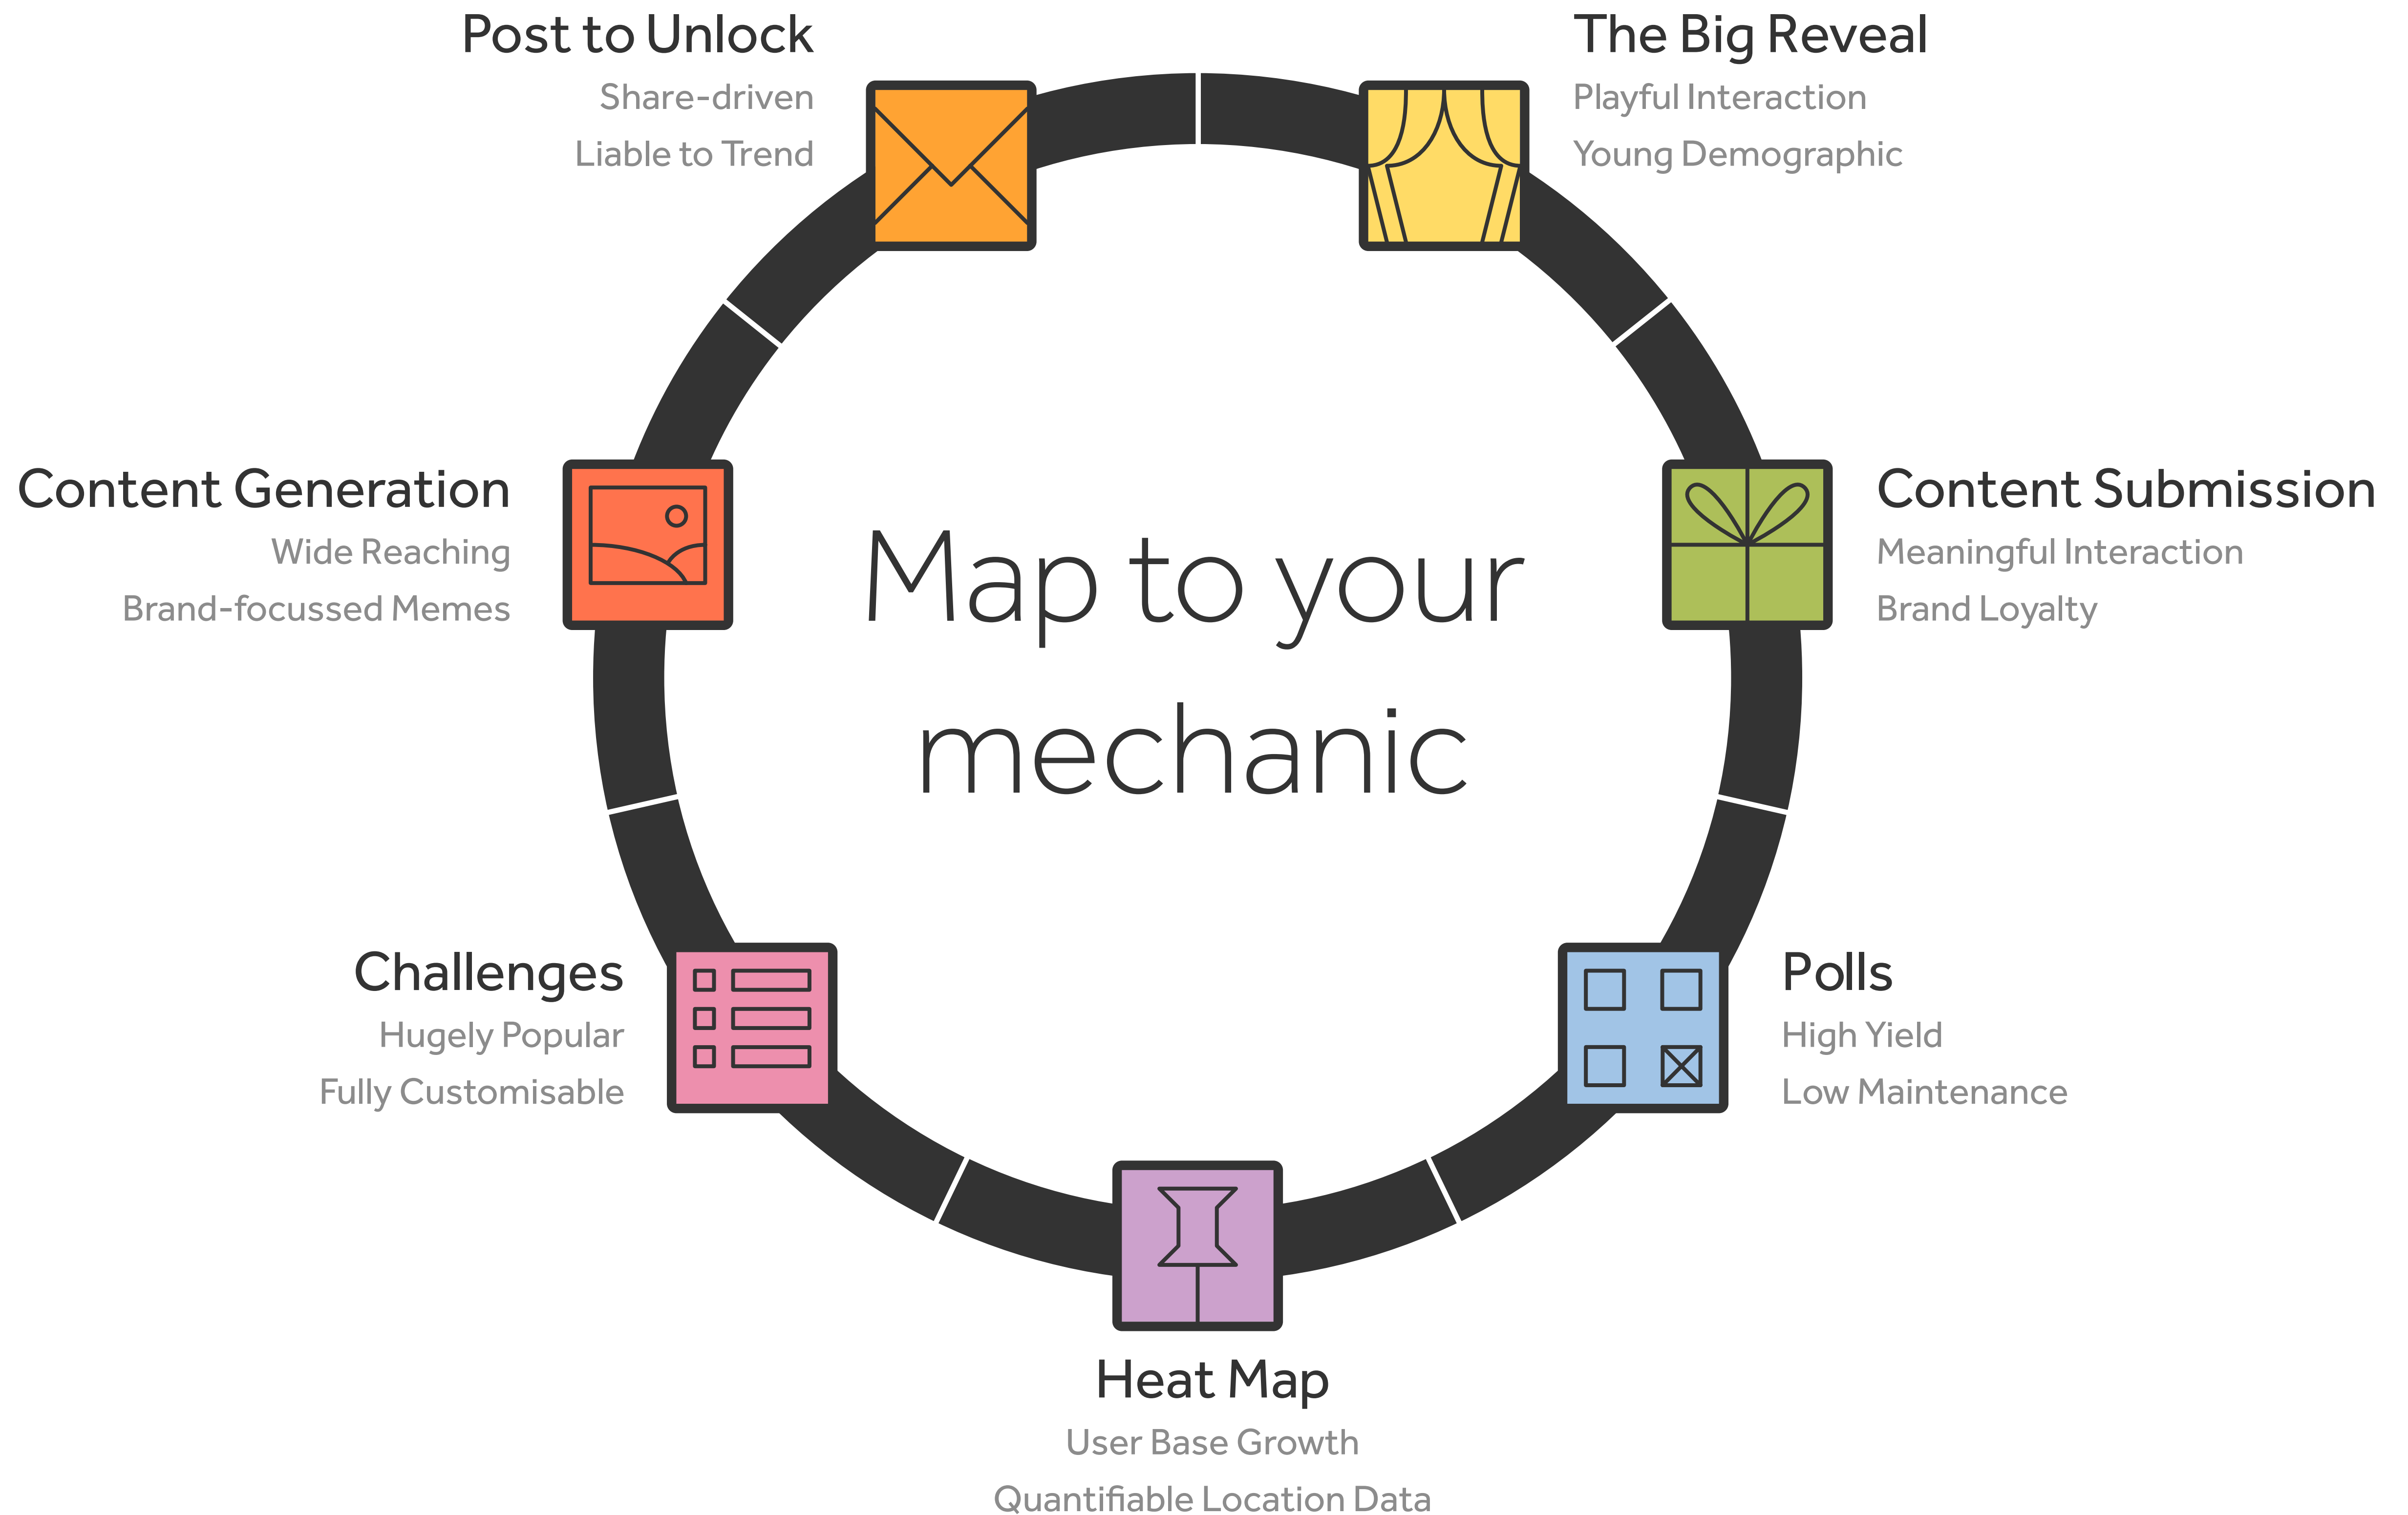 Post to Unlock
Share-driven
Liable to Trend
The Big Reveal
Playful Interaction
Young Demographic
Content Generation
Wide Reaching
Brand-focussed Memes
Map to your
mechanic
Content Submission
Meaningful Interaction
Brand Loyalty
Challenges
Hugely Popular
Fully Customisable
Polls
High Yield
Low Maintenance
Heat Map
User Base Growth
Quantifiable Location Data